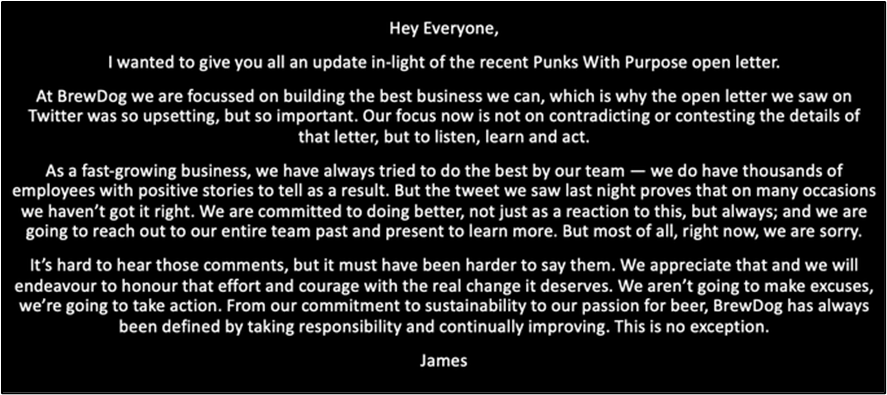 Hey Everyone,
I wanted to give you all an update in-light of the recent Punks With Purpose open letter.
At BrewDog we are focussed on building the best business we can, which is why the open letter we saw on
Twitter was so upsetting, but so important. Our focus now is not on contradicting or contesting the details of
that letter, but to listen, learn and act.
As a fast-growing business, we have always tried to do the best by our team — we do have thousands of
employees with positive stories to tell as a result. But the tweet we saw last night proves that on many occasions
we haven't got it right. We are committed to doing better, not just as a reaction to this, but always; and we are
going to reach out to our entire team past and present to learn more. But most of all, right now, we are sorry.
It's hard to hear those comments, but it must have been harder to say them. We appreciate that and we will
endeavour to honour that effort and courage with the real change it deserves. We aren't going to make excuses,
we're going to take action. From our commitment to sustainability to our passion for beer, BrewDog has always
been defined by taking responsibility and continually improving. This is no exception.
James